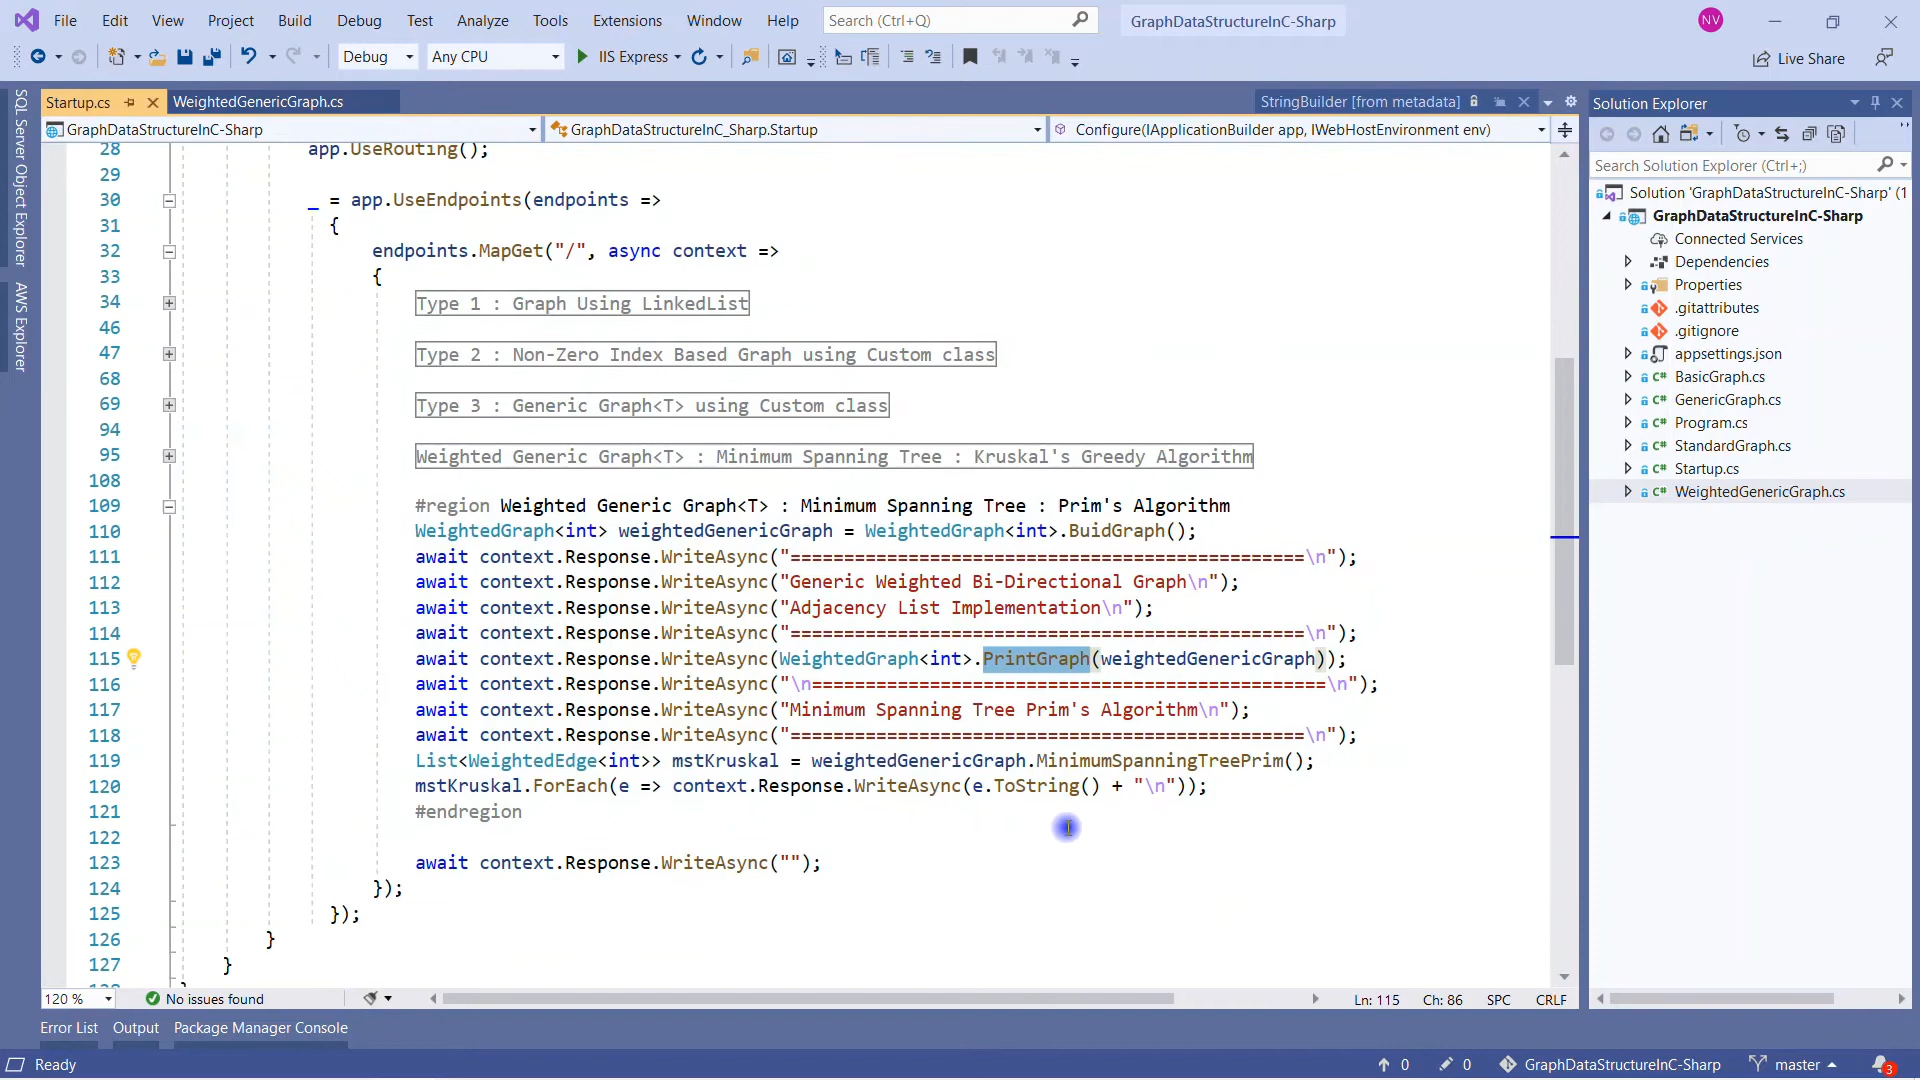 File Edit View Project Build Debug Test Analyze Tools Extensions Window Help Search (Ctrl+Q) GraphDataStructureInC-Sharp NV
Debug Any CPU IIS Express Live Share
SQL Server Object Explorer
AWS Explorer
Startup.cs WeightedGenericGraph.cs StringBuilder [from metadata]
GraphDataStructureInC-Sharp GraphDataStructureInC_Sharp.Startup Configure(IApplicationBuilder app, IWebHostEnvironment env)
28 app.UseRouting();
29
30 _ = app.UseEndpoints(endpoints =>
31 {
32 endpoints.MapGet("/", async context =>
33 {
34 Type 1 : Graph Using LinkedList
46
47 Type 2 : Non-Zero Index Based Graph using Custom class
68
69 Type 3 : Generic Graph<T> using Custom class
94
95 Weighted Generic Graph<T> : Minimum Spanning Tree : Kruskal's Greedy Algorithm
108
109 #region Weighted Generic Graph<T> : Minimum Spanning Tree : Prim's Algorithm
110 WeightedGraph<int> weightedGenericGraph = WeightedGraph<int>.BuidGraph();
111 await context.Response.WriteAsync("================================================\n");
112 await context.Response.WriteAsync("Generic Weighted Bi-Directional Graph\n");
113 await context.Response.WriteAsync("Adjacency List Implementation\n");
114 await context.Response.WriteAsync("================================================\n");
115 await context.Response.WriteAsync(WeightedGraph<int>.PrintGraph(weightedGenericGraph));
116 await context.Response.WriteAsync("\n================================================\n");
117 await context.Response.WriteAsync("Minimum Spanning Tree Prim's Algorithm\n");
118 await context.Response.WriteAsync("================================================\n");
119 List<WeightedEdge<int>> mstKruskal = weightedGenericGraph.MinimumSpanningTreePrim();
120 mstKruskal.ForEach(e => context.Response.WriteAsync(e.ToString() + "\n"));
121 #endregion
122
123 await context.Response.WriteAsync("");
124 });
125 });
126 }
127 }
120 % No issues found Ln: 115 Ch: 86 SPC CRLF
Solution Explorer
Search Solution Explorer (Ctrl+;)
Solution 'GraphDataStructureInC-Sharp' (1
GraphDataStructureInC-Sharp
Connected Services
Dependencies
Properties
.gitattributes
.gitignore
appsettings.json
C# BasicGraph.cs
C# GenericGraph.cs
C# Program.cs
C# StandardGraph.cs
C# Startup.cs
C# WeightedGenericGraph.cs
Error List Output Package Manager Console
Ready 0 0 GraphDataStructureInC-Sharp master 3